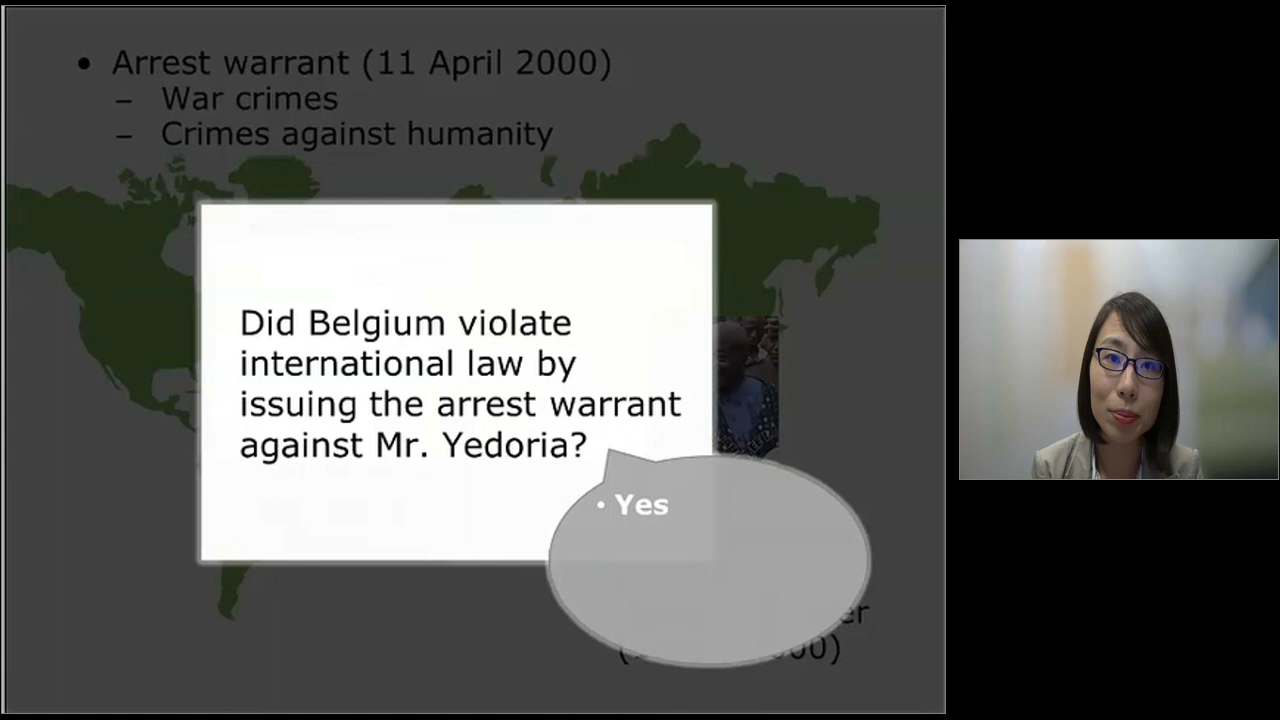 • Arrest warrant (11 April 2000)
– War crimes
– Crimes against humanity
Did Belgium violate
international law by
issuing the arrest warrant
against Mr. Yedoria?
• Yes